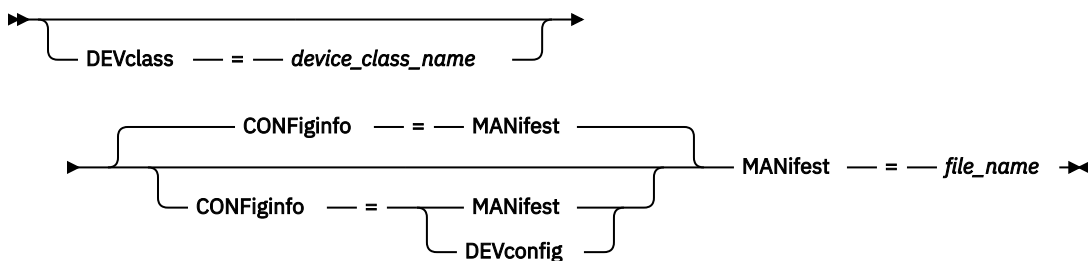 DEVclass = device_class_name
CONFiginfo = MANifest
MANifest = file_name
CONFiginfo = MANifest
DEVconfig